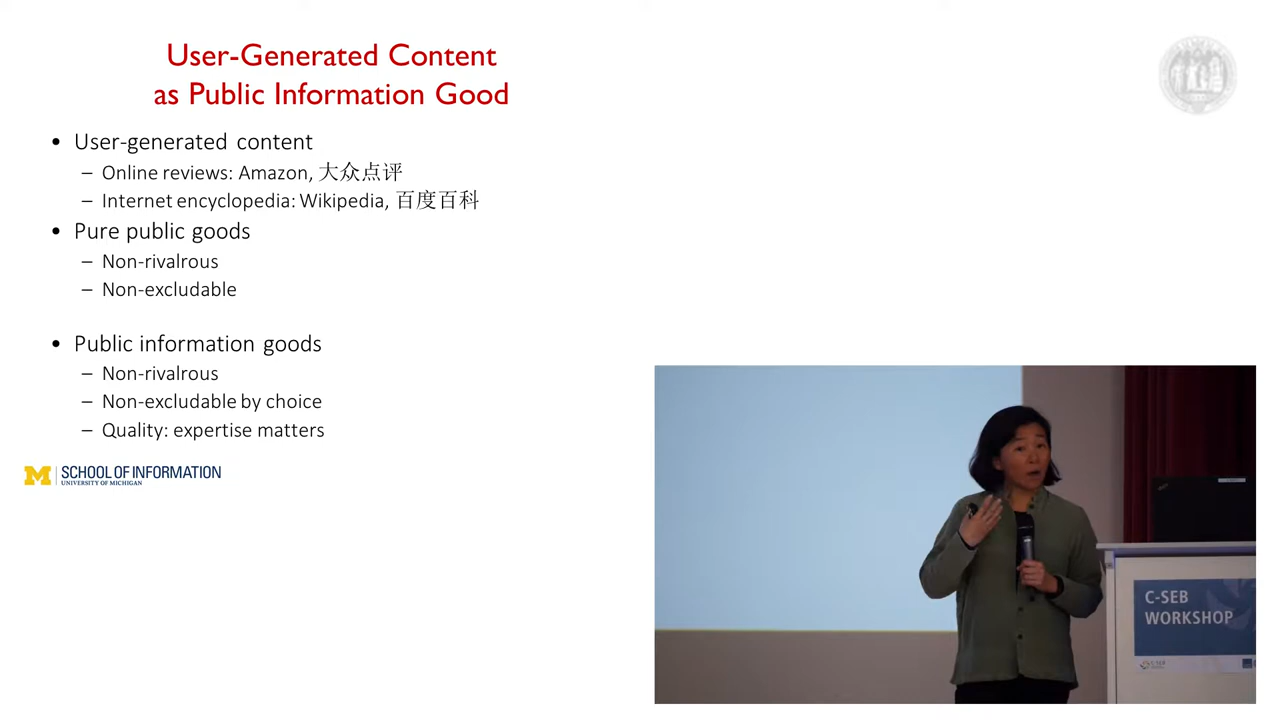 User-Generated Content
as Public Information Good
• User-generated content
– Online reviews: Amazon, 大众点评
– Internet encyclopedia: Wikipedia, 百度百科
• Pure public goods
– Non-rivalrous
– Non-excludable
• Public information goods
– Non-rivalrous
– Non-excludable by choice
– Quality: expertise matters
M SCHOOL OF INFORMATION
UNIVERSITY OF MICHIGAN
C-SEB
WORKSHOP